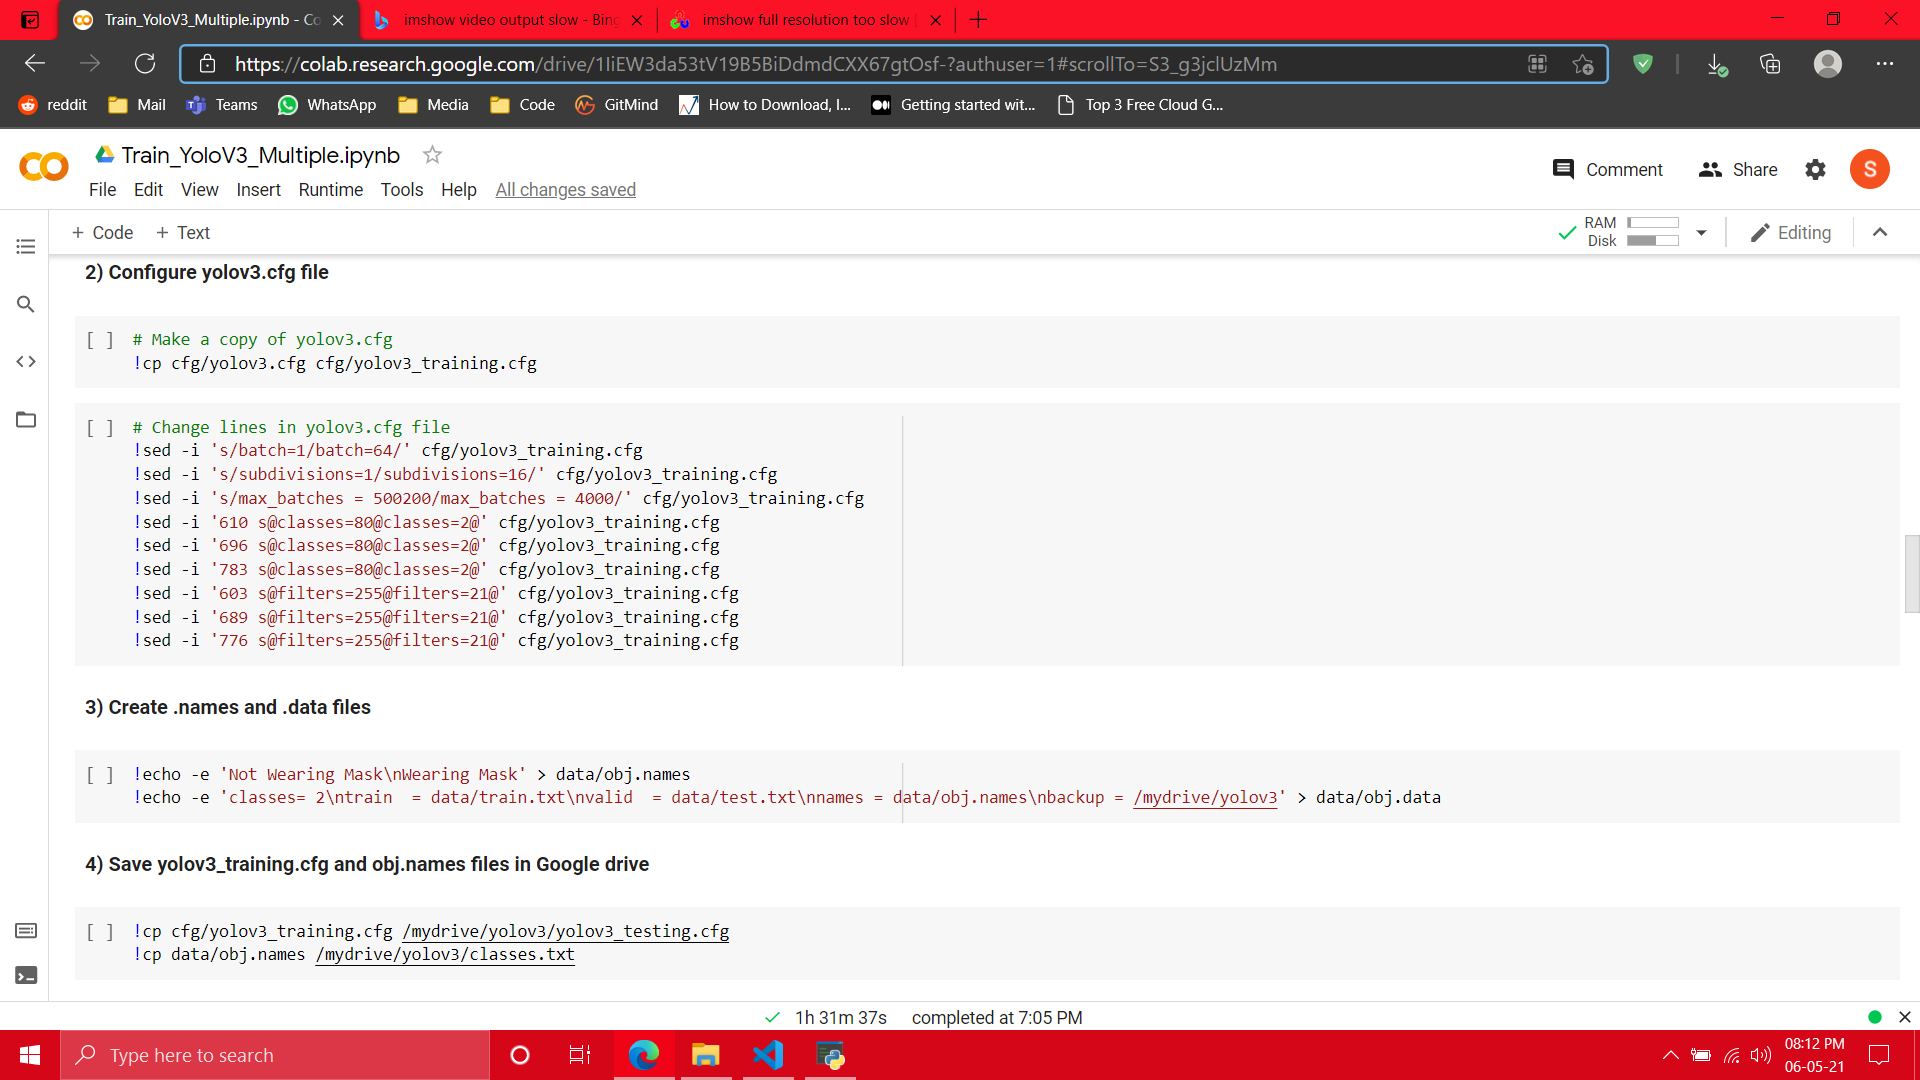 Train_YoloV3_Multiple.ipynb - Co
imshow video output slow - Bing
imshow full resolution too slow
https://colab.research.google.com/drive/1IiEW3da53tV19B5BiDdmdCXX67gtOsf-?authuser=1#scrollTo=S3_g3jclUzMm
reddit Mail Teams WhatsApp Media Code GitMind How to Download, I... Getting started wit... Top 3 Free Cloud G...
Train_YoloV3_Multiple.ipynb
Comment Share S
File Edit View Insert Runtime Tools Help All changes saved
+ Code + Text
RAM
Disk
Editing
2) Configure yolov3.cfg file
[ ] # Make a copy of yolov3.cfg
!cp cfg/yolov3.cfg cfg/yolov3_training.cfg
[ ] # Change lines in yolov3.cfg file
!sed -i 's/batch=1/batch=64/' cfg/yolov3_training.cfg
!sed -i 's/subdivisions=1/subdivisions=16/' cfg/yolov3_training.cfg
!sed -i 's/max_batches = 500200/max_batches = 4000/' cfg/yolov3_training.cfg
!sed -i '610 s@classes=80@classes=2@' cfg/yolov3_training.cfg
!sed -i '696 s@classes=80@classes=2@' cfg/yolov3_training.cfg
!sed -i '783 s@classes=80@classes=2@' cfg/yolov3_training.cfg
!sed -i '603 s@filters=255@filters=21@' cfg/yolov3_training.cfg
!sed -i '689 s@filters=255@filters=21@' cfg/yolov3_training.cfg
!sed -i '776 s@filters=255@filters=21@' cfg/yolov3_training.cfg
3) Create .names and .data files
[ ] !echo -e 'Not Wearing Mask\nWearing Mask' > data/obj.names
!echo -e 'classes= 2\ntrain  = data/train.txt\nvalid  = data/test.txt\nnames = data/obj.names\nbackup = /mydrive/yolov3' > data/obj.data
4) Save yolov3_training.cfg and obj.names files in Google drive
[ ] !cp cfg/yolov3_training.cfg /mydrive/yolov3/yolov3_testing.cfg
!cp data/obj.names /mydrive/yolov3/classes.txt
1h 31m 37s completed at 7:05 PM
Type here to search
08:12 PM
06-05-21